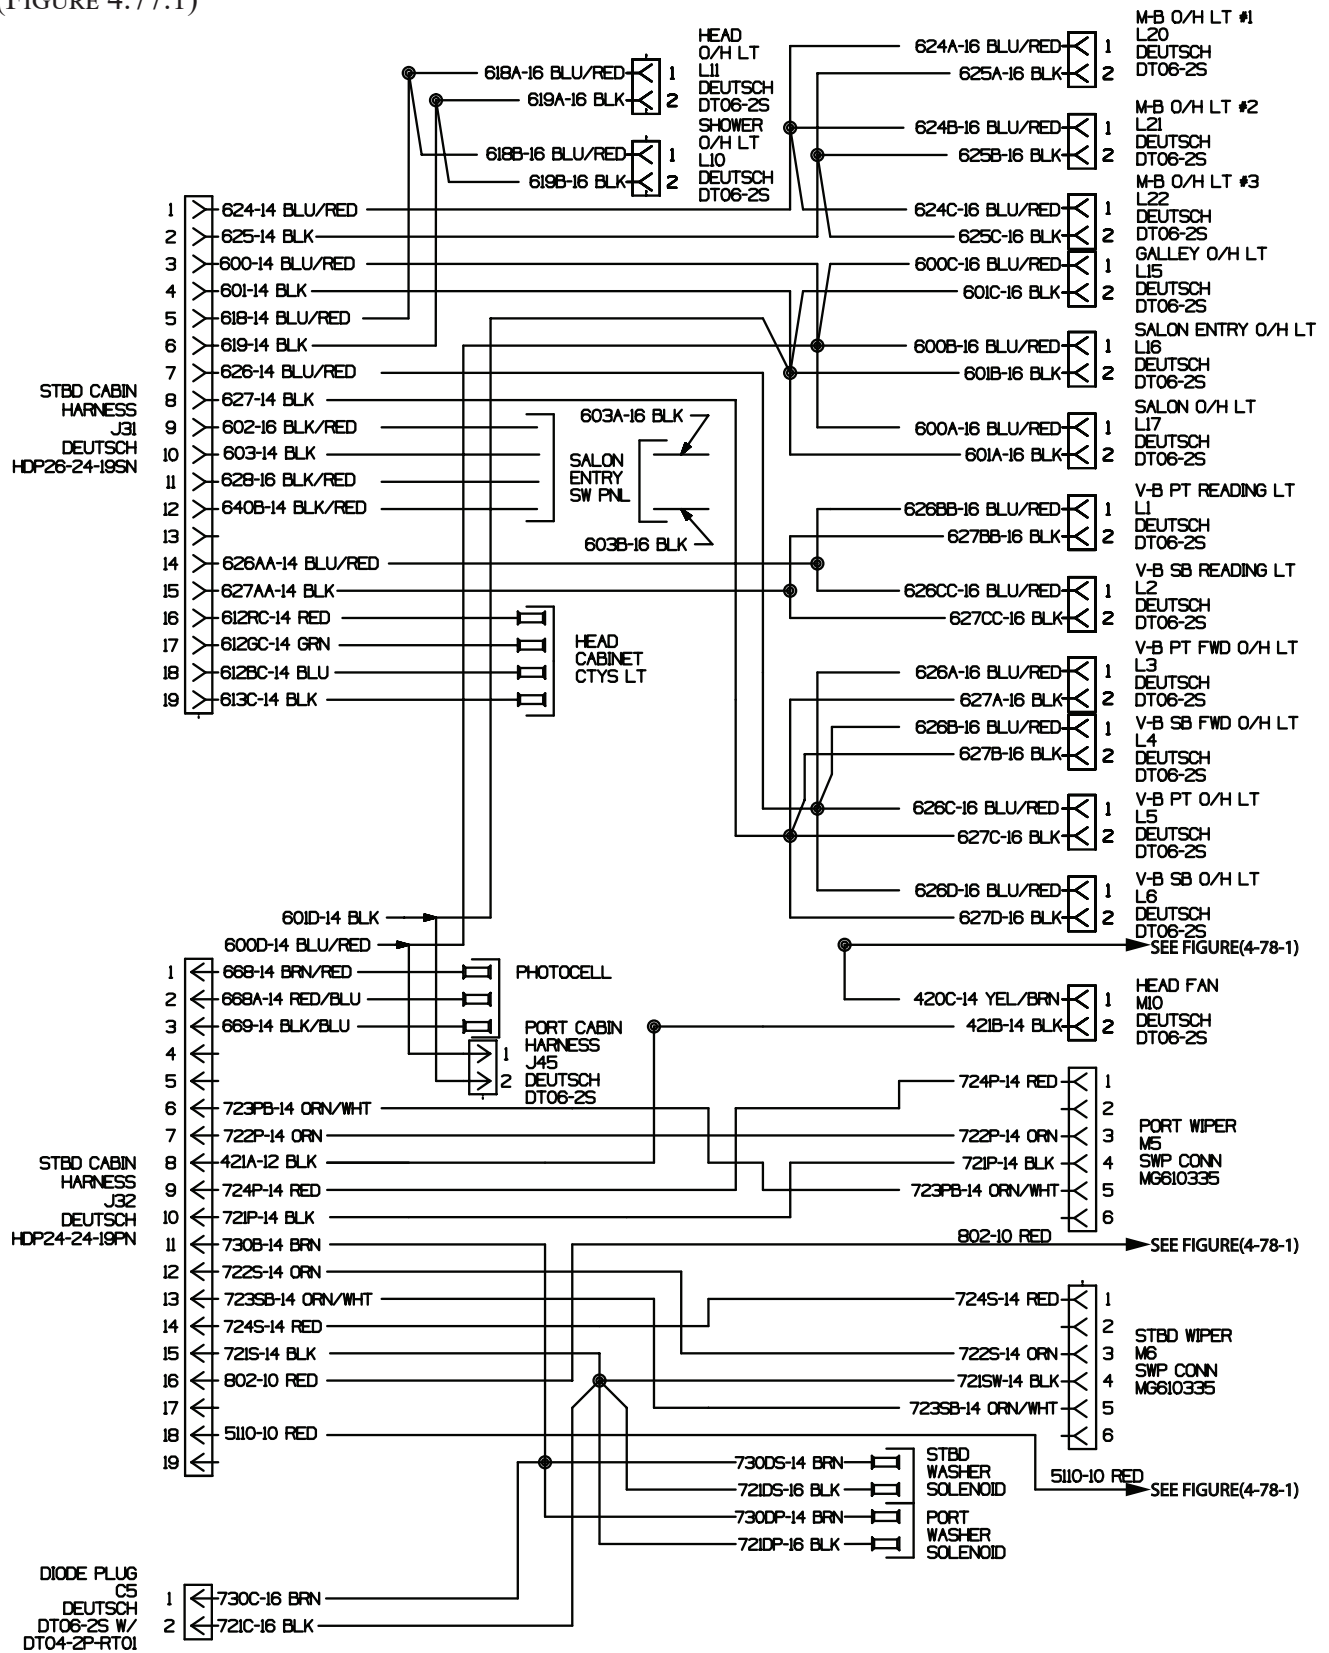 (FIGURE 4.77.1)
HEAD
O/H LT
L11
DEUTSCH
DT06-2S
618A-16 BLU/RED 1
619A-16 BLK 2
SHOWER
O/H LT
L10
DEUTSCH
DT06-2S
618B-16 BLU/RED 1
619B-16 BLK 2
M-B O/H LT #1
L20
DEUTSCH
DT06-2S
624A-16 BLU/RED 1
625A-16 BLK 2
M-B O/H LT #2
L21
DEUTSCH
DT06-2S
624B-16 BLU/RED 1
625B-16 BLK 2
M-B O/H LT #3
L22
DEUTSCH
DT06-2S
624C-16 BLU/RED 1
625C-16 BLK 2
GALLEY O/H LT
L15
DEUTSCH
DT06-2S
600C-16 BLU/RED 1
601C-16 BLK 2
SALON ENTRY O/H LT
L16
DEUTSCH
DT06-2S
600B-16 BLU/RED 1
601B-16 BLK 2
SALON O/H LT
L17
DEUTSCH
DT06-2S
600A-16 BLU/RED 1
601A-16 BLK 2
V-B PT READING LT
L1
DEUTSCH
DT06-2S
626BB-16 BLU/RED 1
627BB-16 BLK 2
V-B SB READING LT
L2
DEUTSCH
DT06-2S
626CC-16 BLU/RED 1
627CC-16 BLK 2
V-B PT FWD O/H LT
L3
DEUTSCH
DT06-2S
626A-16 BLU/RED 1
627A-16 BLK 2
V-B SB FWD O/H LT
L4
DEUTSCH
DT06-2S
626B-16 BLU/RED 1
627B-16 BLK 2
V-B PT O/H LT
L5
DEUTSCH
DT06-2S
626C-16 BLU/RED 1
627C-16 BLK 2
V-B SB O/H LT
L6
DEUTSCH
DT06-2S
626D-16 BLU/RED 1
627D-16 BLK 2
SEE FIGURE(4-78-1)
HEAD FAN
M10
DEUTSCH
DT06-2S
420C-14 YEL/BRN 1
421B-14 BLK 2
STBD CABIN
HARNESS
J31
DEUTSCH
HDP26-24-19SN
1 624-14 BLU/RED
2 625-14 BLK
3 600-14 BLU/RED
4 601-14 BLK
5 618-14 BLU/RED
6 619-14 BLK
7 626-14 BLU/RED
8 627-14 BLK
9 602-16 BLK/RED
10 603-14 BLK
11 628-16 BLK/RED
12 640B-14 BLK/RED
13
14 626AA-14 BLU/RED
15 627AA-14 BLK
16 612RC-14 RED
17 612GC-14 GRN
18 612BC-14 BLU
19 613C-14 BLK
SALON
ENTRY
SW PNL
603A-16 BLK
603B-16 BLK
HEAD
CABINET
CTYS LT
601D-14 BLK
600D-14 BLU/RED
PHOTOCELL
PORT CABIN
HARNESS
J45
DEUTSCH
DT06-2S
1
2
STBD CABIN
HARNESS
J32
DEUTSCH
HDP24-24-19PN
1 668-14 BRN/RED
2 668A-14 RED/BLU
3 669-14 BLK/BLU
4
5
6 723PB-14 ORN/WHT
7 722P-14 ORN
8 421A-12 BLK
9 724P-14 RED
10 721P-14 BLK
11 730B-14 BRN
12 722S-14 ORN
13 723SB-14 ORN/WHT
14 724S-14 RED
15 721S-14 BLK
16 802-10 RED
17
18 5110-10 RED
19
724P-14 RED 1
2
722P-14 ORN 3
721P-14 BLK 4
723PB-14 ORN/WHT 5
6
PORT WIPER
M5
SWP CONN
MG610335
802-10 RED
SEE FIGURE(4-78-1)
724S-14 RED 1
2
722S-14 ORN 3
721SW-14 BLK 4
723SB-14 ORN/WHT 5
6
STBD WIPER
M6
SWP CONN
MG610335
5110-10 RED
SEE FIGURE(4-78-1)
730DS-14 BRN
721DS-16 BLK
STBD
WASHER
SOLENOID
730DP-14 BRN
721DP-16 BLK
PORT
WASHER
SOLENOID
DIODE PLUG
C5
DEUTSCH
DT06-2S W/
DT04-2P-RT01
1 730C-16 BRN
2 721C-16 BLK